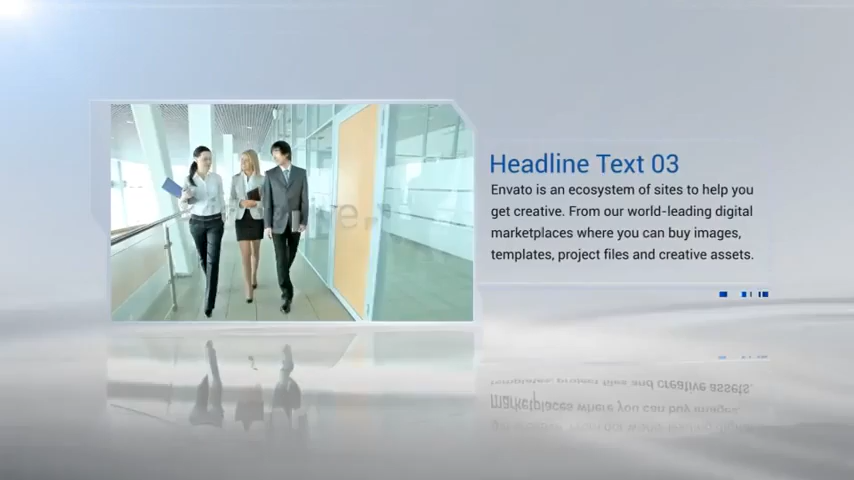 Headline Text 03
Envato is an ecosystem of sites to help you
get creative. From our world-leading digital
marketplaces where you can buy images,
templates, project files and creative assets.